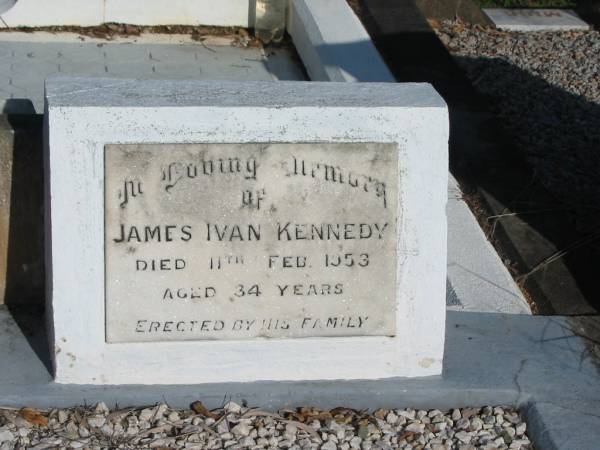 In Loving Memory
of
JAMES IVAN KENNEDY
DIED 11TH FEB. 1953
AGED 34 YEARS
ERECTED BY HIS FAMILY